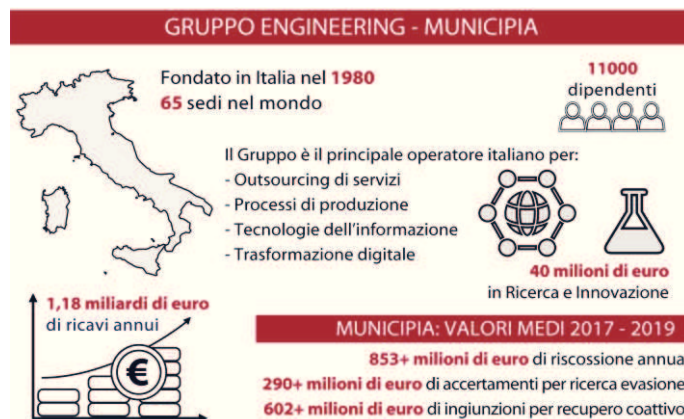 GRUPPO ENGINEERING - MUNICIPIA
Fondato in Italia nel 1980
65 sedi nel mondo
11000
dipendenti
Il Gruppo è il principale operatore italiano per:
- Outsourcing di servizi
- Processi di produzione
- Tecnologie dell'informazione
- Trasformazione digitale
40 milioni di euro
in Ricerca e Innovazione
1,18 miliardi di euro
di ricavi annui
€
MUNICIPIA: VALORI MEDI 2017 - 2019
853+ milioni di euro di riscossione annua
290+ milioni di euro di accertamenti per ricerca evasione
602+ milioni di euro di ingiunzioni per recupero coattivo